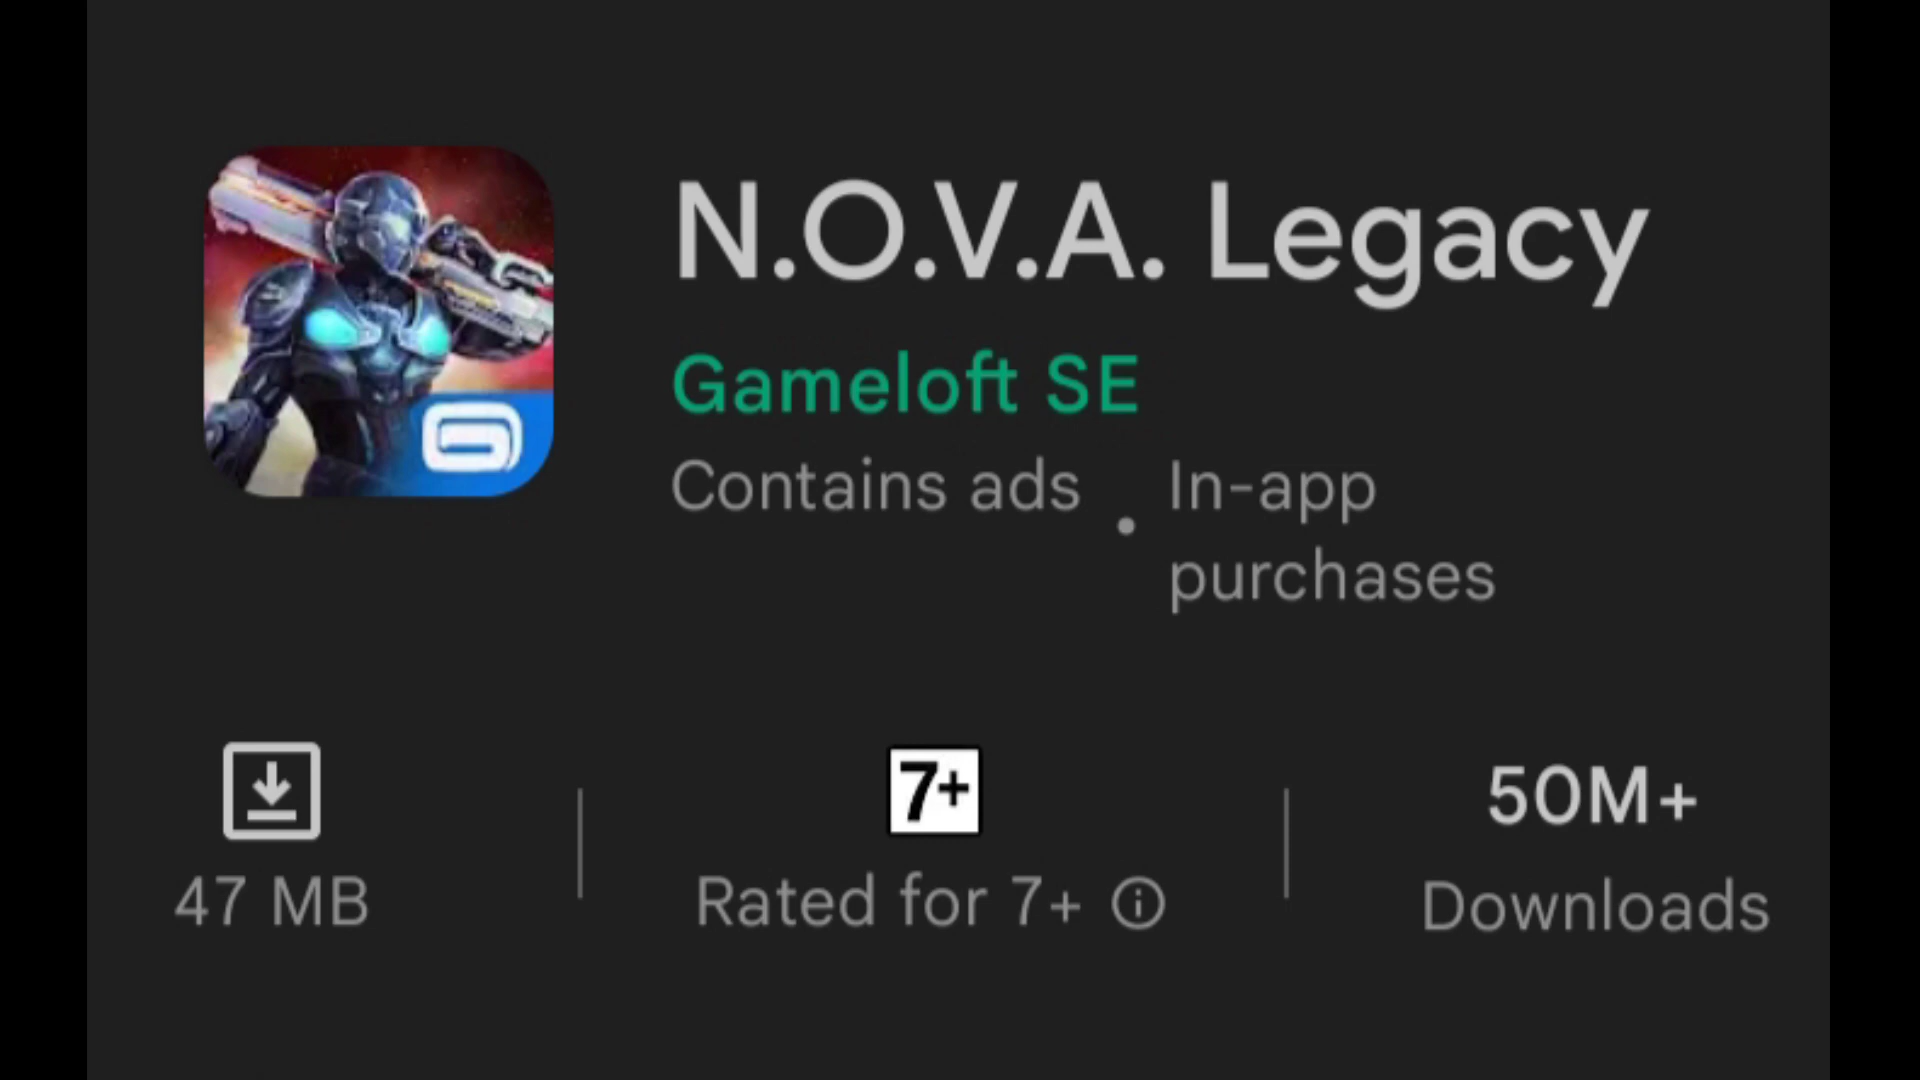 N.O.V.A. Legacy
Gameloft SE
Contains ads • In-app
purchases
7+
50M+
47 MB
Rated for 7+
Downloads